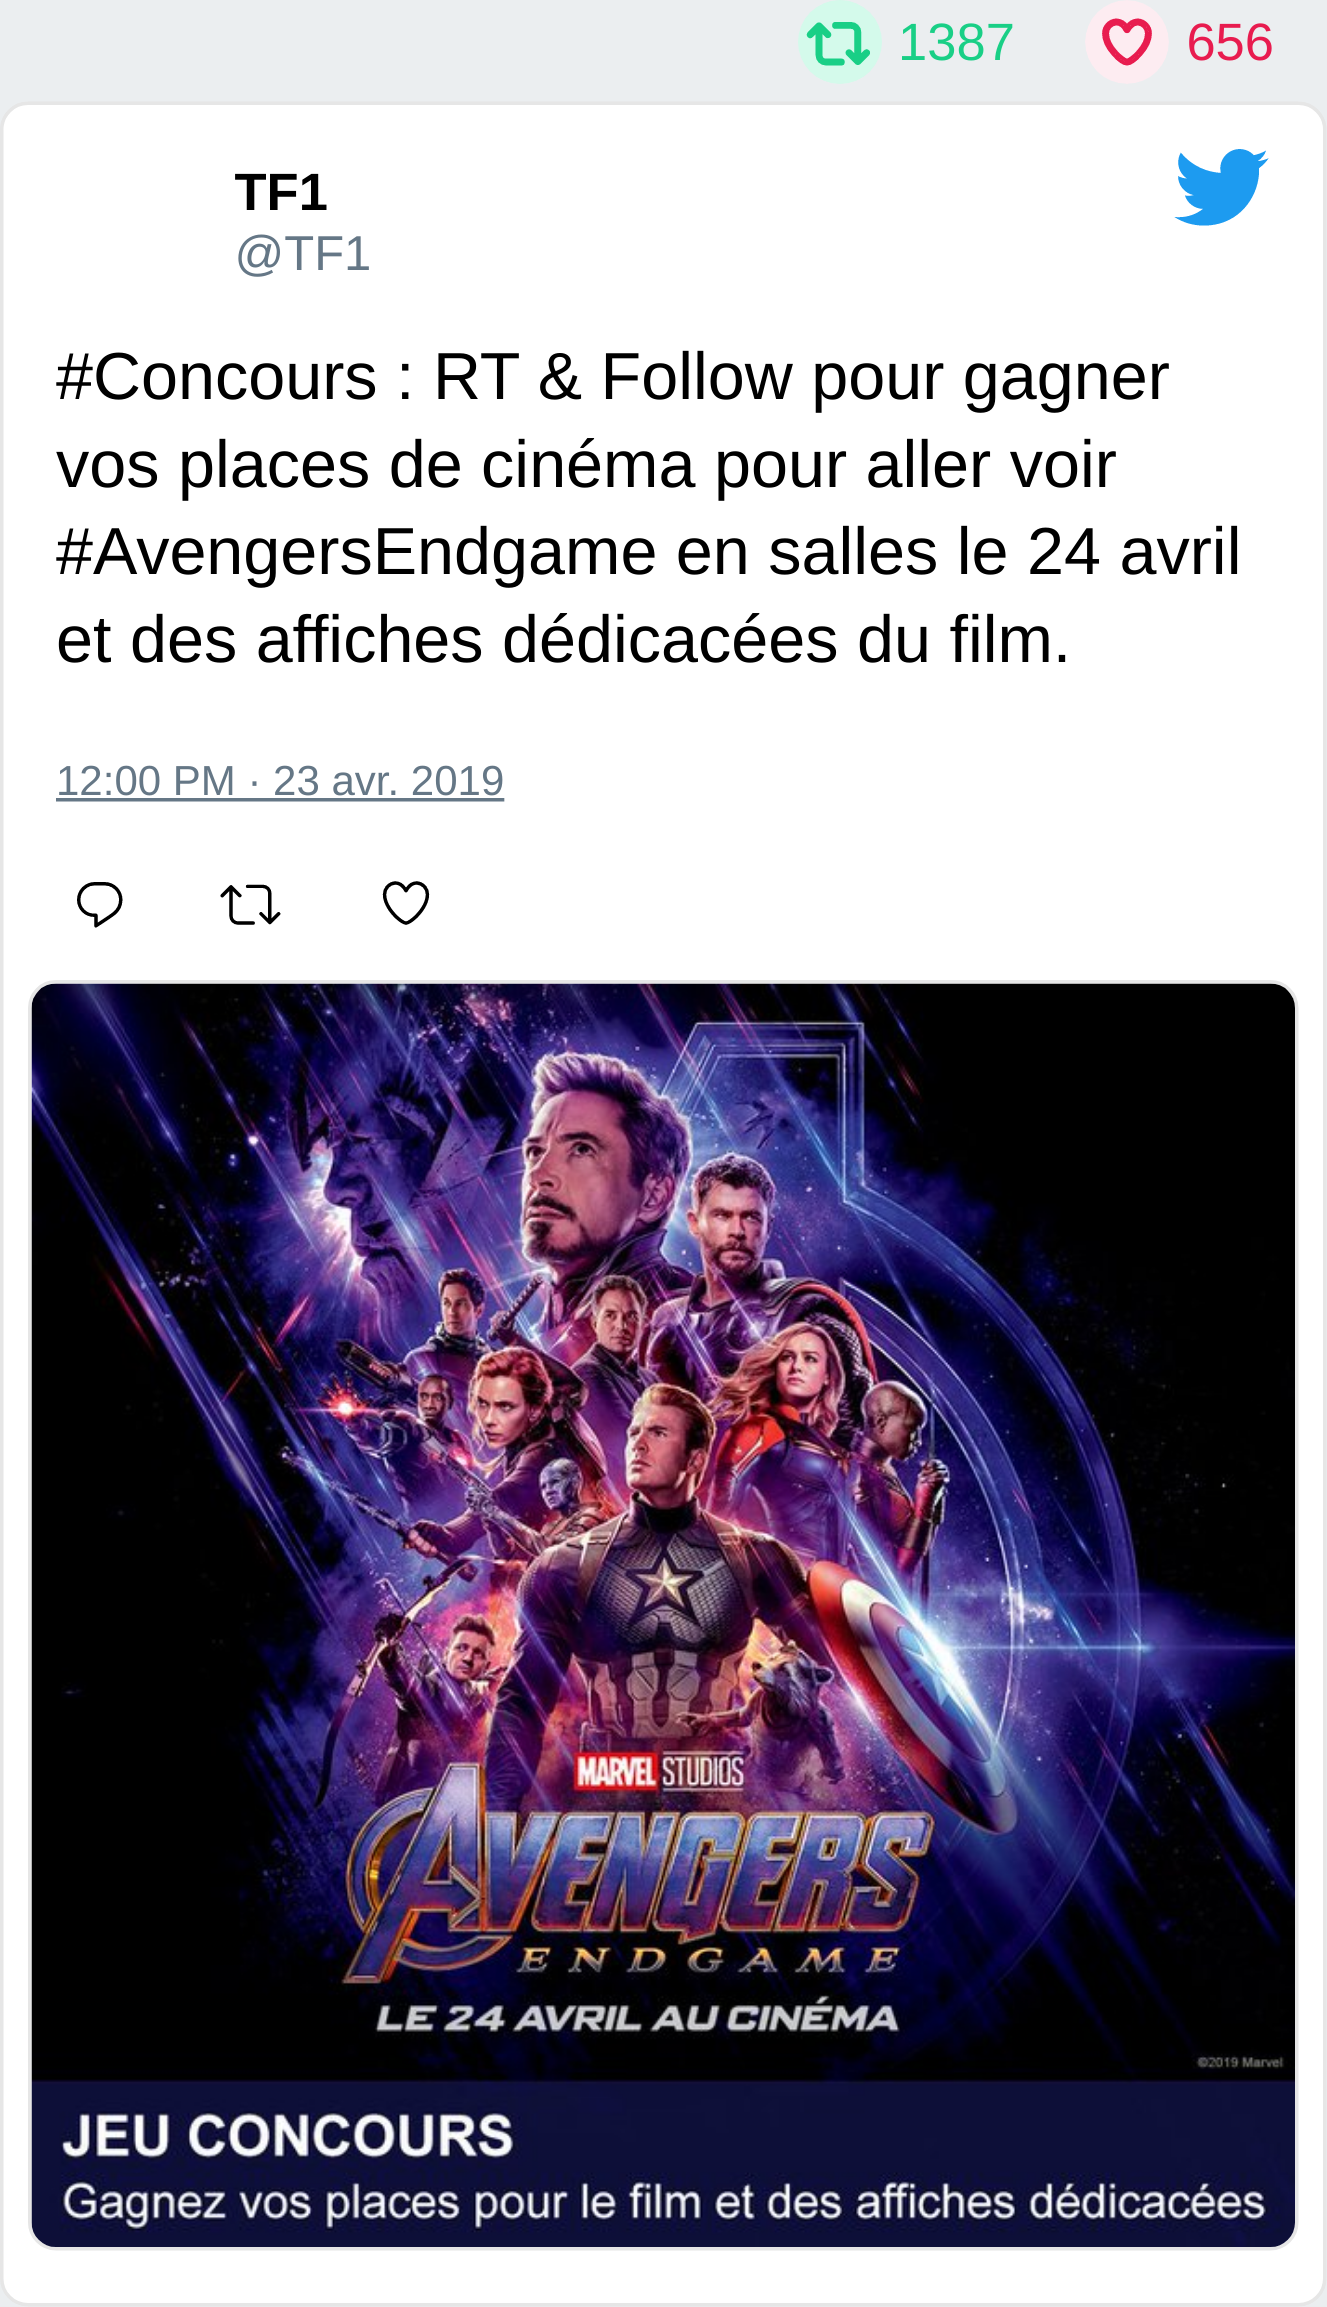 1387 656
TF1
@TF1
#Concours : RT & Follow pour gagner
vos places de cinéma pour aller voir
#AvengersEndgame en salles le 24 avril
et des affiches dédicacées du film.
12:00 PM · 23 avr. 2019
MARVEL STUDIOS
AVENGERS
ENDGAME
LE 24 AVRIL AU CINÉMA
©2019 Marvel
JEU CONCOURS
Gagnez vos places pour le film et des affiches dédicacées